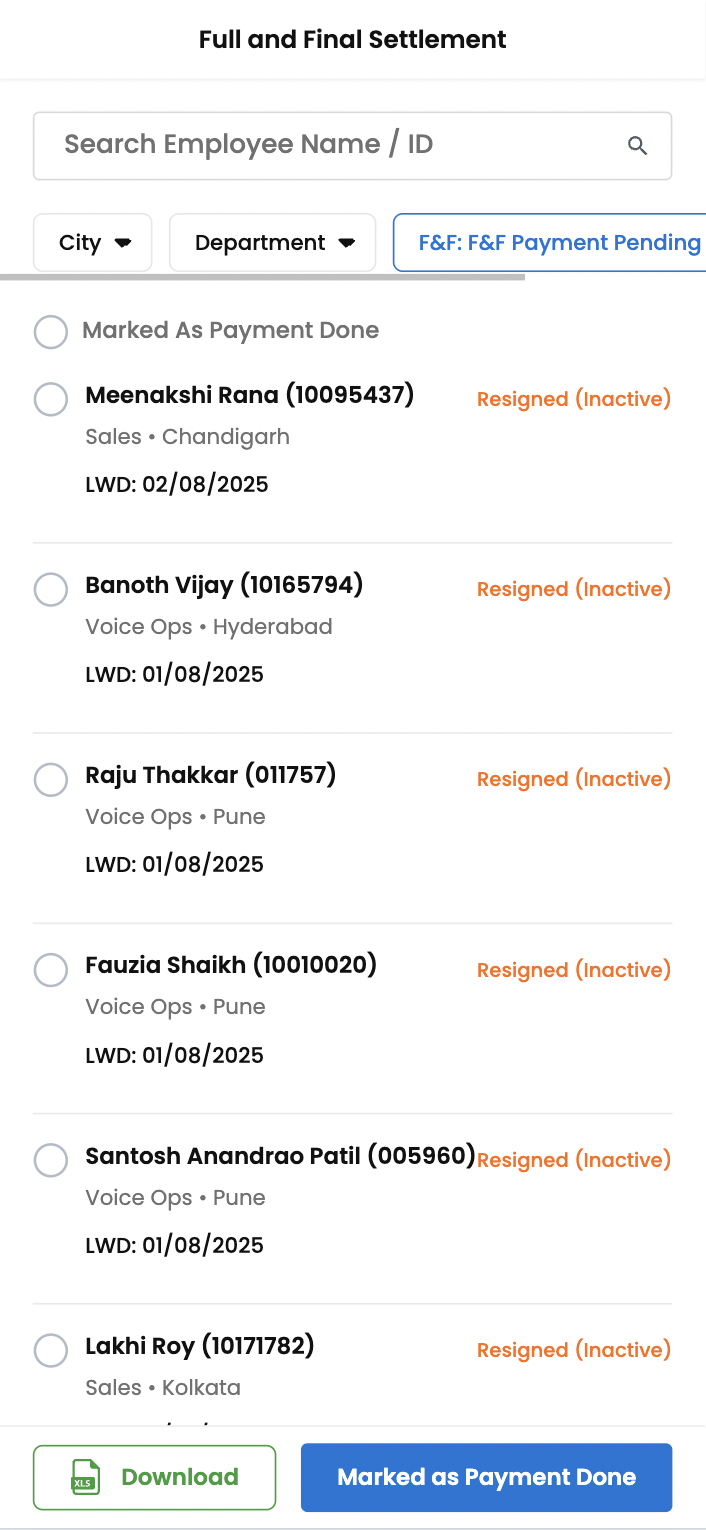 Full and Final Settlement
Search Employee Name / ID
City Department F&F: F&F Payment Pending
Marked As Payment Done
Meenakshi Rana (10095437) Resigned (Inactive)
Sales • Chandigarh
LWD: 02/08/2025
Banoth Vijay (10165794) Resigned (Inactive)
Voice Ops • Hyderabad
LWD: 01/08/2025
Raju Thakkar (011757) Resigned (Inactive)
Voice Ops • Pune
LWD: 01/08/2025
Fauzia Shaikh (10010020) Resigned (Inactive)
Voice Ops • Pune
LWD: 01/08/2025
Santosh Anandrao Patil (005960) Resigned (Inactive)
Voice Ops • Pune
LWD: 01/08/2025
Lakhi Roy (10171782) Resigned (Inactive)
Sales • Kolkata
XLS Download Marked as Payment Done